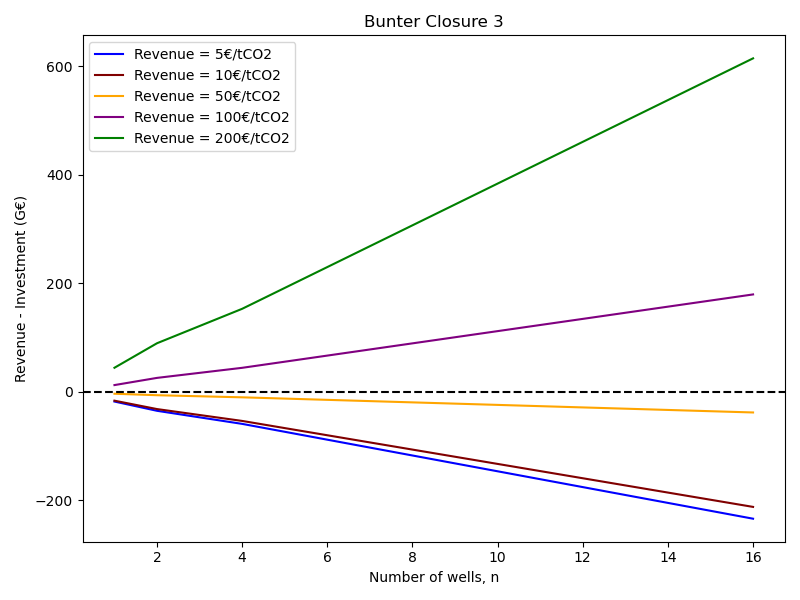 Bunter Closure 3
Revenue = 5€/tCO2
Revenue = 10€/tCO2
Revenue = 50€/tCO2
Revenue = 100€/tCO2
Revenue = 200€/tCO2
Revenue - Investment (G€)
600
400
200
0
−200
2 4 6 8 10 12 14 16
Number of wells, n